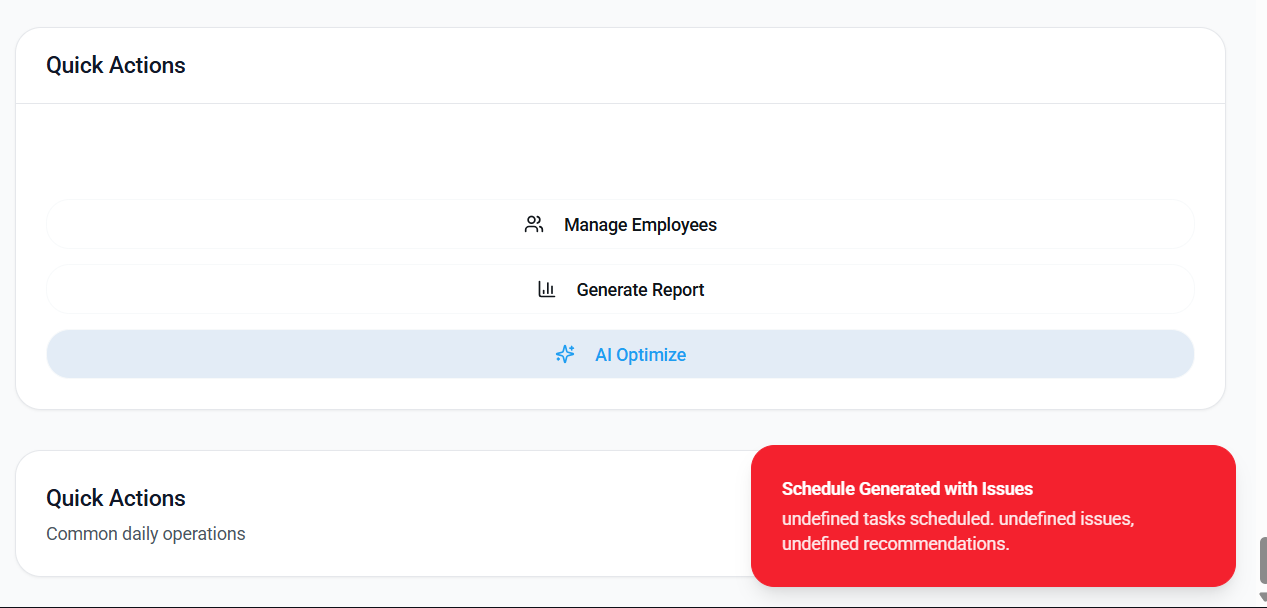 Quick Actions
Manage Employees
Generate Report
AI Optimize
Quick Actions
Common daily operations
Schedule Generated with Issues
undefined tasks scheduled. undefined issues,
undefined recommendations.